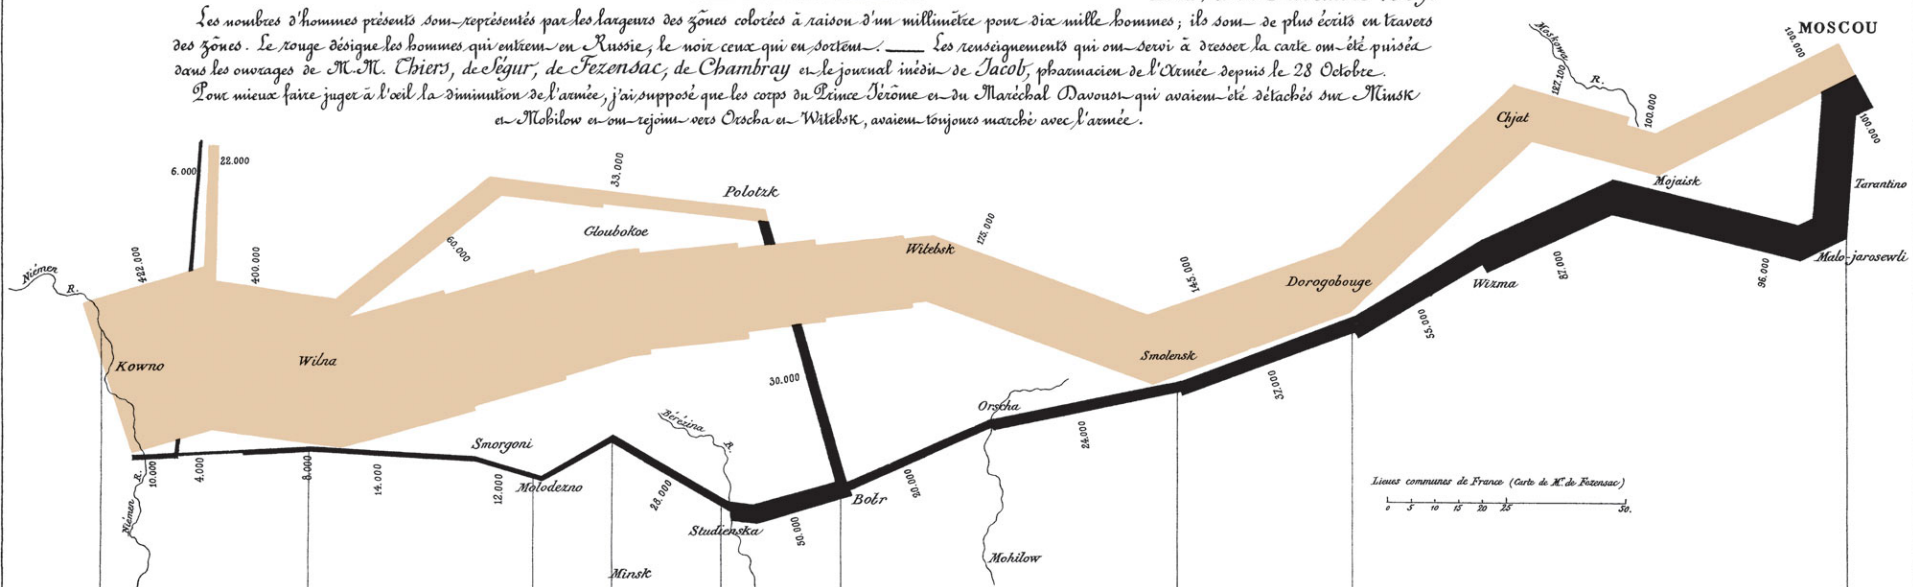 Les nombres d'hommes présents sont représentés par les largeurs des zônes colorées à raison d'un millimètre pour dix mille hommes; ils sont de plus écrits en travers
des zônes. Le rouge désigne les hommes qui entrent en Russie, le noir ceux qui en sortent. Les renseignements qui ont servi à dresser la carte ont été puisés
dans les ouvrages de M.M. Thiers, de Ségur, de Fezensac, de Chambray et le journal inédit de Jacob, pharmacien de l'Armée depuis le 28 Octobre.
Pour mieux faire juger à l'œil la diminution de l'armée, j'ai supposé que les corps du Prince Jérôme et du Maréchal Davoust qui avaient été détachés sur Minsk
et Mohilow et ont rejoint vers Orscha et Witebsk, avaient toujours marché avec l'armée.
Moskowa
R.
MOSCOU
100.000
127.100
100.000
100.000
Chjat
Mojaisk
Tarantino
Malo-jarosewli
6.000
22.000
33.000
Polotzk
Gloubokoe
60.000
422.000
400.000
Niémen
R.
Witebsk
175.000
145.000
Dorogobouge
Wizma
87.000
96.000
55.000
Kowno
Wilna
Smolensk
30.000
37.000
Orscha
Bérézina
R.
24.000
Smorgoni
10.000
4.000
8.000
14.000
12.000
Molodezno
28.000
20.000
Bobr
Studienska
50.000
Niémen
R.
Minsk
Mohilow
Lieues communes de France (Carte de M. de Fezensac)
0 5 10 15 20 25 50.